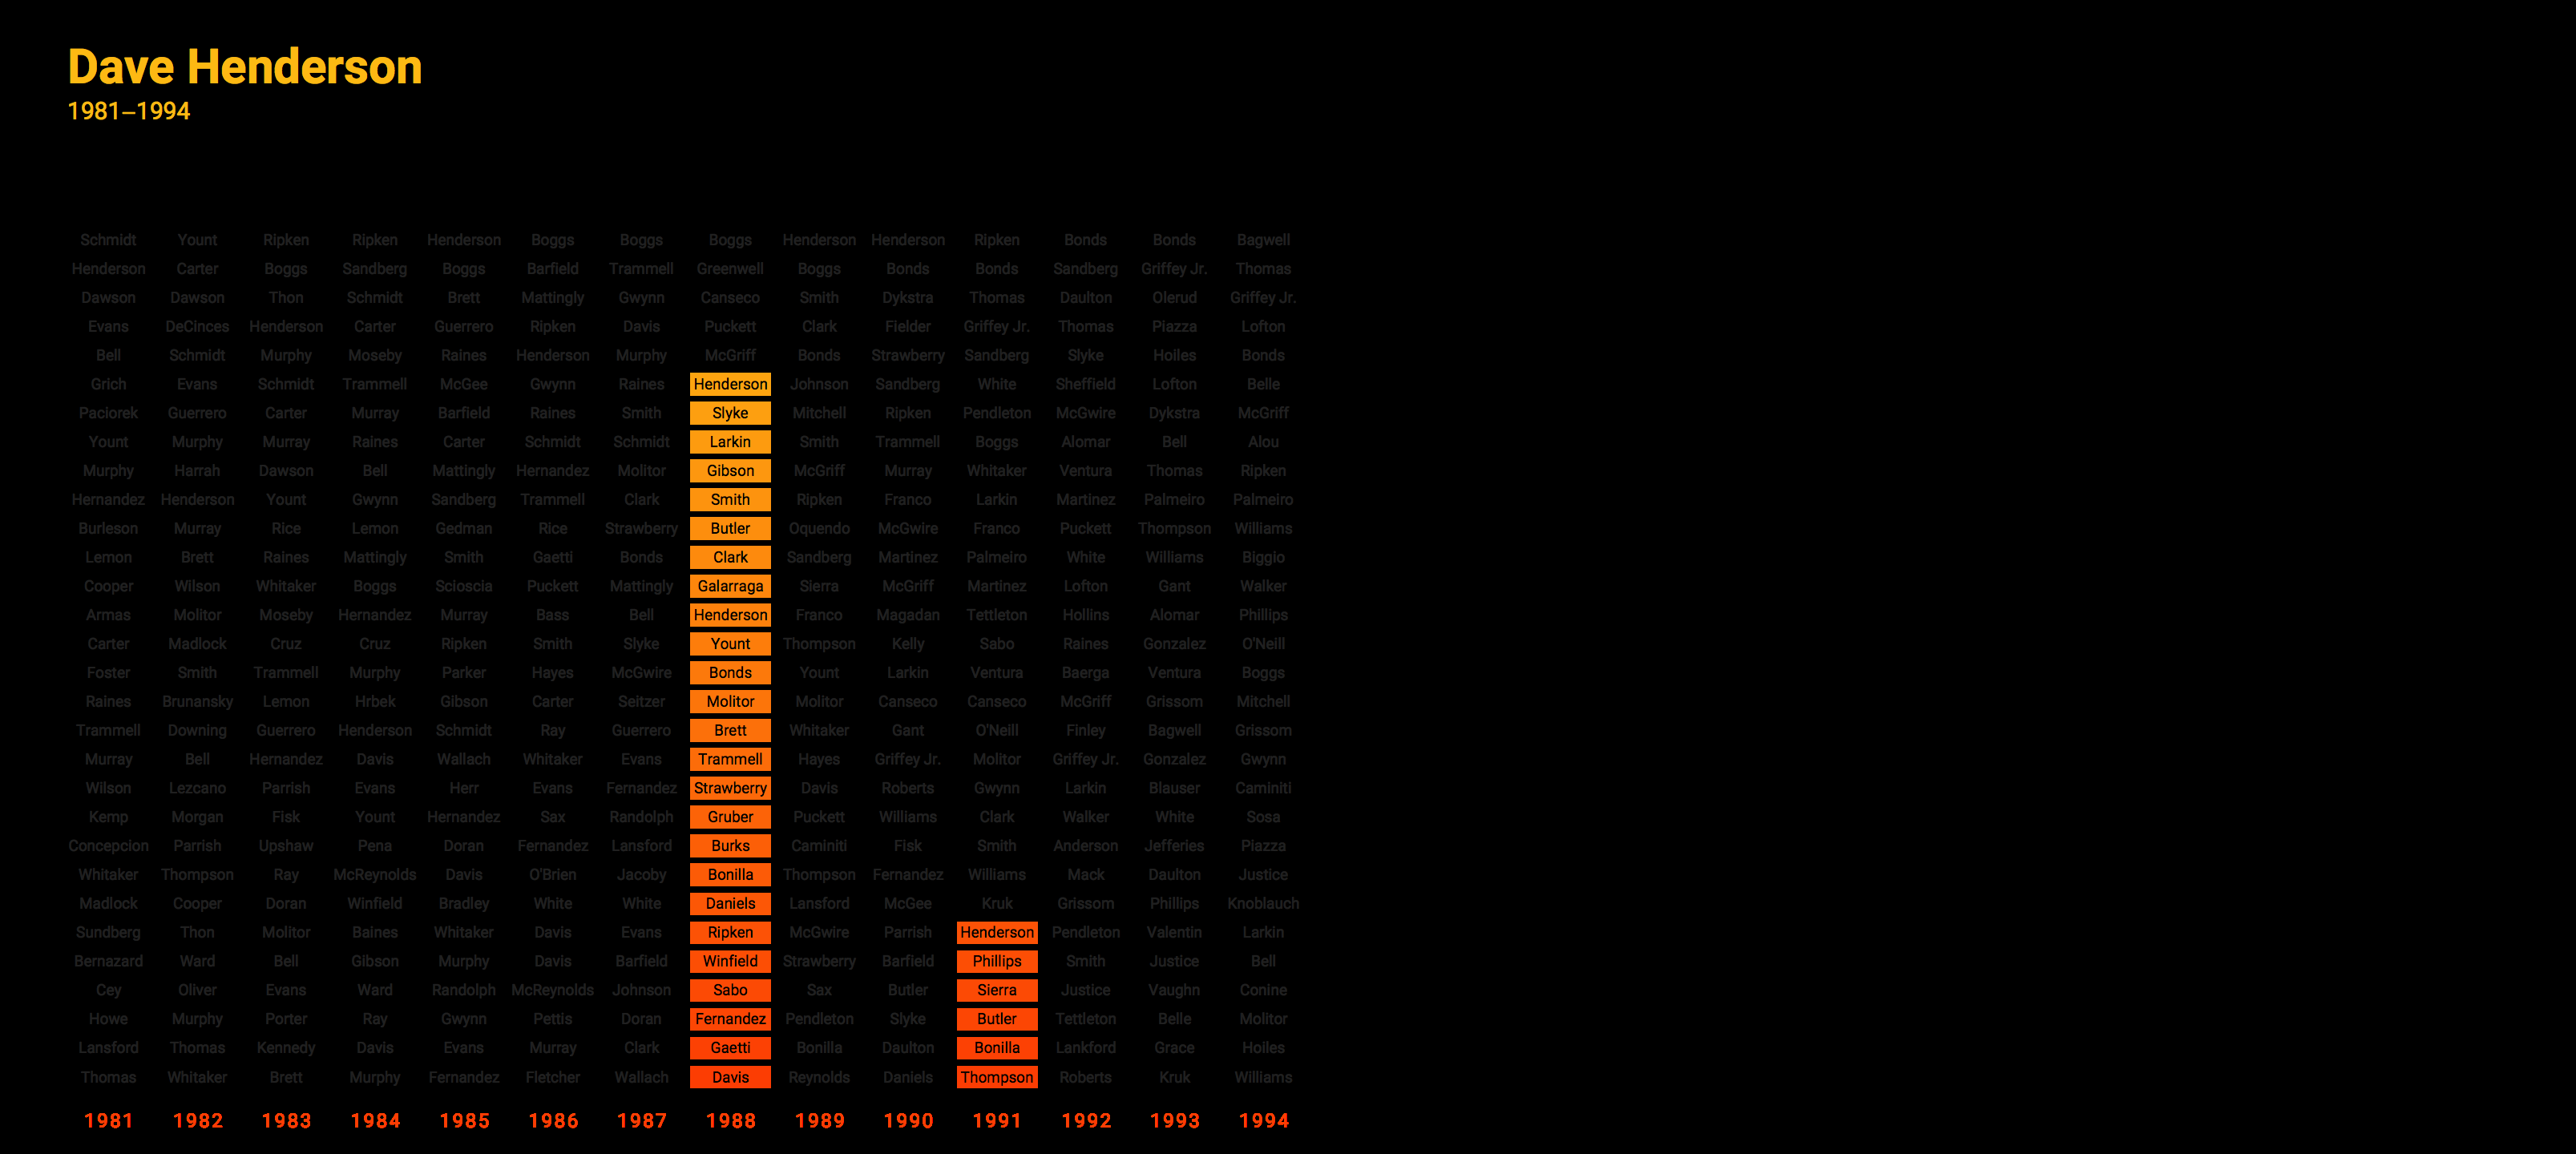 Dave Henderson
1981–1994
Schmidt Yount Ripken Ripken Henderson Boggs Boggs Boggs Henderson Henderson Ripken Bonds Bonds Bagwell
Henderson Carter Boggs Sandberg Boggs Barfield Trammell Greenwell Boggs Bonds Bonds Sandberg Griffey Jr. Thomas
Dawson Dawson Thon Schmidt Brett Mattingly Gwynn Canseco Smith Dykstra Thomas Daulton Olerud Griffey Jr.
Evans DeCinces Henderson Carter Guerrero Ripken Davis Puckett Clark Fielder Griffey Jr. Thomas Piazza Lofton
Bell Schmidt Murphy Moseby Raines Henderson Murphy McGriff Bonds Strawberry Sandberg Slyke Hoiles Bonds
Grich Evans Schmidt Trammell McGee Gwynn Raines Henderson Johnson Sandberg White Sheffield Lofton Belle
Paciorek Guerrero Carter Murray Barfield Raines Smith Slyke Mitchell Ripken Pendleton McGwire Dykstra McGriff
Yount Murphy Murray Raines Carter Schmidt Schmidt Larkin Smith Trammell Boggs Alomar Bell Alou
Murphy Harrah Dawson Bell Mattingly Hernandez Molitor Gibson McGriff Murray Whitaker Ventura Thomas Ripken
Hernandez Henderson Yount Gwynn Sandberg Trammell Clark Smith Ripken Franco Larkin Martinez Palmeiro Palmeiro
Burleson Murray Rice Lemon Gedman Rice Strawberry Butler Oquendo McGwire Franco Puckett Thompson Williams
Lemon Brett Raines Mattingly Smith Gaetti Bonds Clark Sandberg Martinez Palmeiro White Williams Biggio
Cooper Wilson Whitaker Boggs Scioscia Puckett Mattingly Galarraga Sierra McGriff Martinez Lofton Gant Walker
Armas Molitor Moseby Hernandez Murray Bass Bell Henderson Franco Magadan Tettleton Hollins Alomar Phillips
Carter Madlock Cruz Cruz Ripken Smith Slyke Yount Thompson Kelly Sabo Raines Gonzalez O'Neill
Foster Smith Trammell Murphy Parker Hayes McGwire Bonds Yount Larkin Ventura Baerga Ventura Boggs
Raines Brunansky Lemon Hrbek Gibson Carter Seitzer Molitor Molitor Canseco Canseco McGriff Grissom Mitchell
Trammell Downing Guerrero Henderson Schmidt Ray Guerrero Brett Whitaker Gant O'Neill Finley Bagwell Grissom
Murray Bell Hernandez Davis Wallach Whitaker Evans Trammell Hayes Griffey Jr. Molitor Griffey Jr. Gonzalez Gwynn
Wilson Lezcano Parrish Evans Herr Evans Fernandez Strawberry Davis Roberts Gwynn Larkin Blauser Caminiti
Kemp Morgan Fisk Yount Hernandez Sax Randolph Gruber Puckett Williams Clark Walker White Sosa
Concepcion Parrish Upshaw Pena Doran Fernandez Lansford Burks Caminiti Fisk Smith Anderson Jefferies Piazza
Whitaker Thompson Ray McReynolds Davis O'Brien Jacoby Bonilla Thompson Fernandez Williams Mack Daulton Justice
Madlock Cooper Doran Winfield Bradley White White Daniels Lansford McGee Kruk Grissom Phillips Knoblauch
Sundberg Thon Molitor Baines Whitaker Davis Evans Ripken McGwire Parrish Henderson Pendleton Valentin Larkin
Bernazard Ward Bell Gibson Murphy Davis Barfield Winfield Strawberry Barfield Phillips Smith Justice Bell
Cey Oliver Evans Ward Randolph McReynolds Johnson Sabo Sax Butler Sierra Justice Vaughn Conine
Howe Murphy Porter Ray Gwynn Pettis Doran Fernandez Pendleton Slyke Butler Tettleton Belle Molitor
Lansford Thomas Kennedy Davis Evans Murray Clark Gaetti Bonilla Daulton Bonilla Lankford Grace Hoiles
Thomas Whitaker Brett Murphy Fernandez Fletcher Wallach Davis Reynolds Daniels Thompson Roberts Kruk Williams
1981 1982 1983 1984 1985 1986 1987 1988 1989 1990 1991 1992 1993 1994